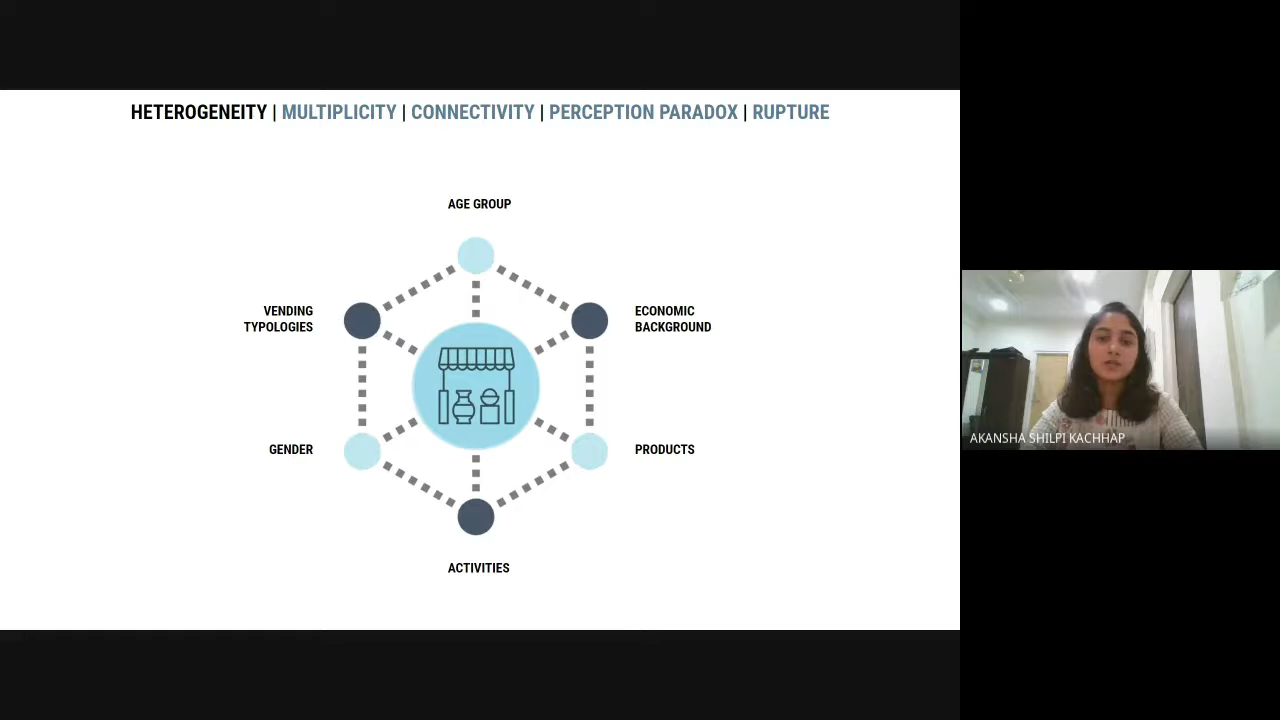 HETEROGENEITY | MULTIPLICITY | CONNECTIVITY | PERCEPTION PARADOX | RUPTURE
AGE GROUP
VENDING
TYPOLOGIES
ECONOMIC
BACKGROUND
GENDER
PRODUCTS
ACTIVITIES
AKANSHA SHILPI KACHHAP